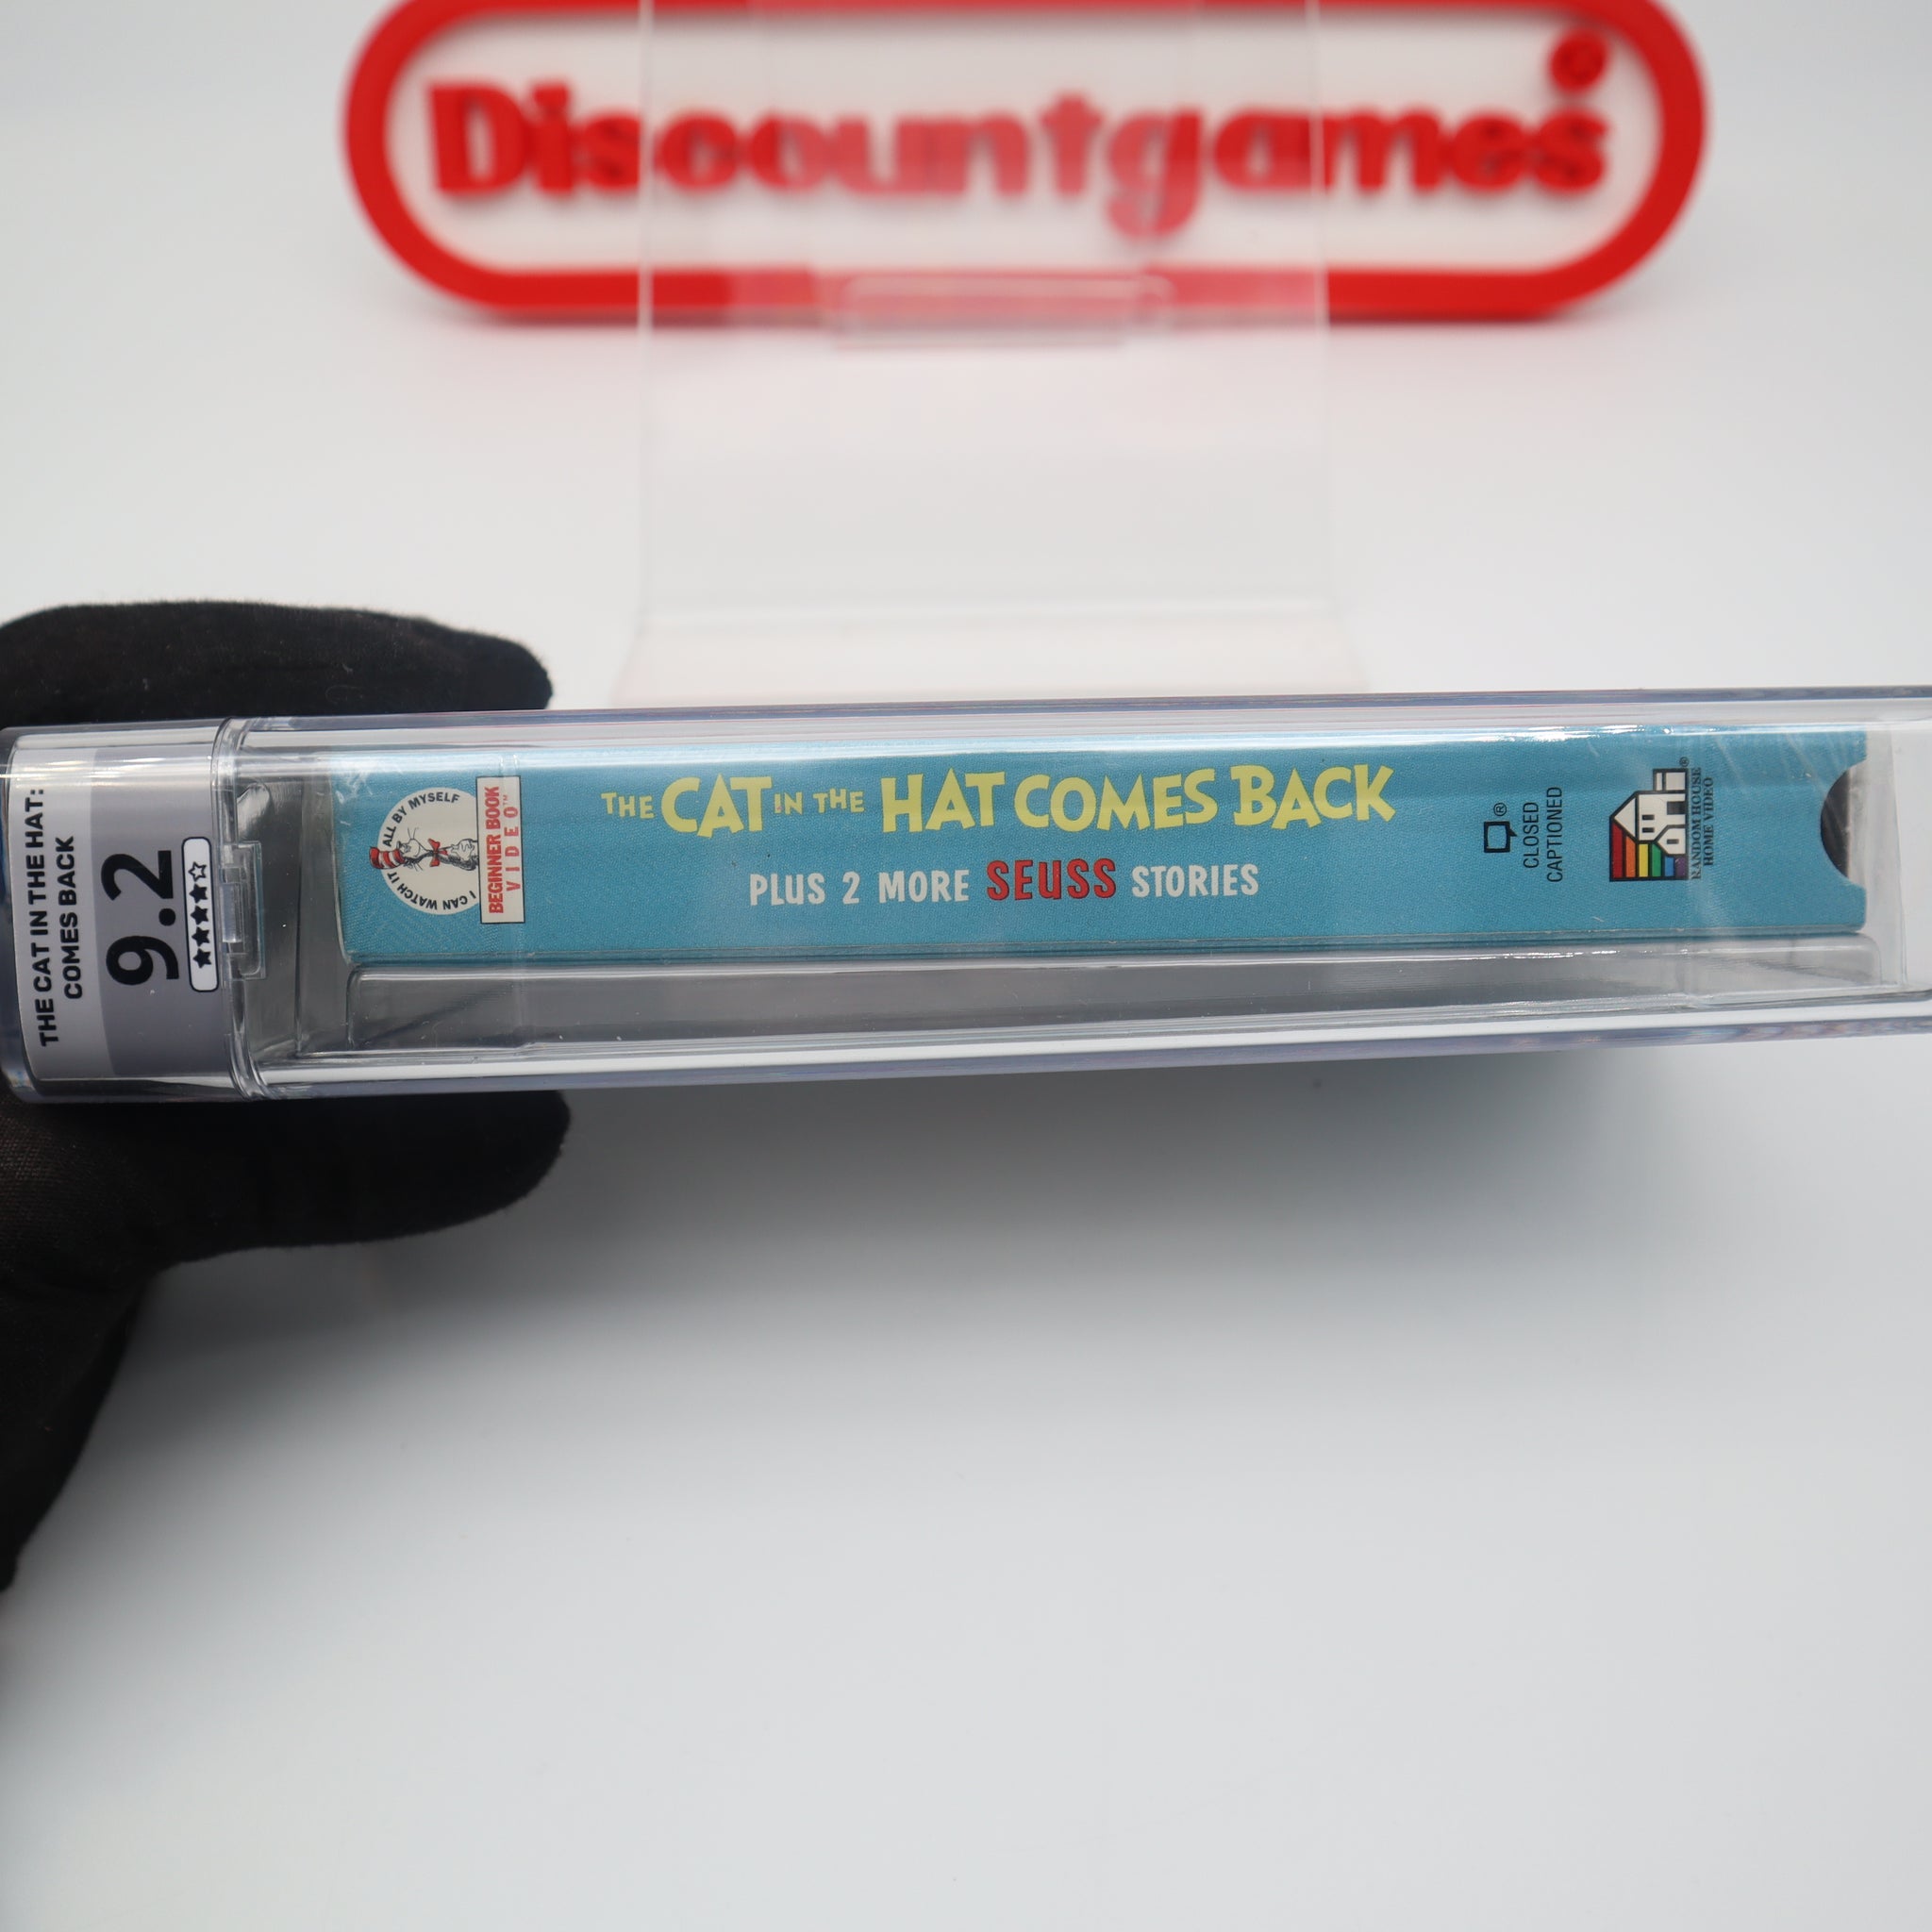 Discountgames
THE CAT IN THE HAT:
COMES BACK
9.2
ALL BY MYSELF
I CAN WATCH IT
BEGINNER BOOK
VIDEO™
THE CAT IN THE HAT COMES BACK
PLUS 2 MORE SEUSS STORIES
®
CLOSED
CAPTIONED
®
RANDOM HOUSE
HOME VIDEO